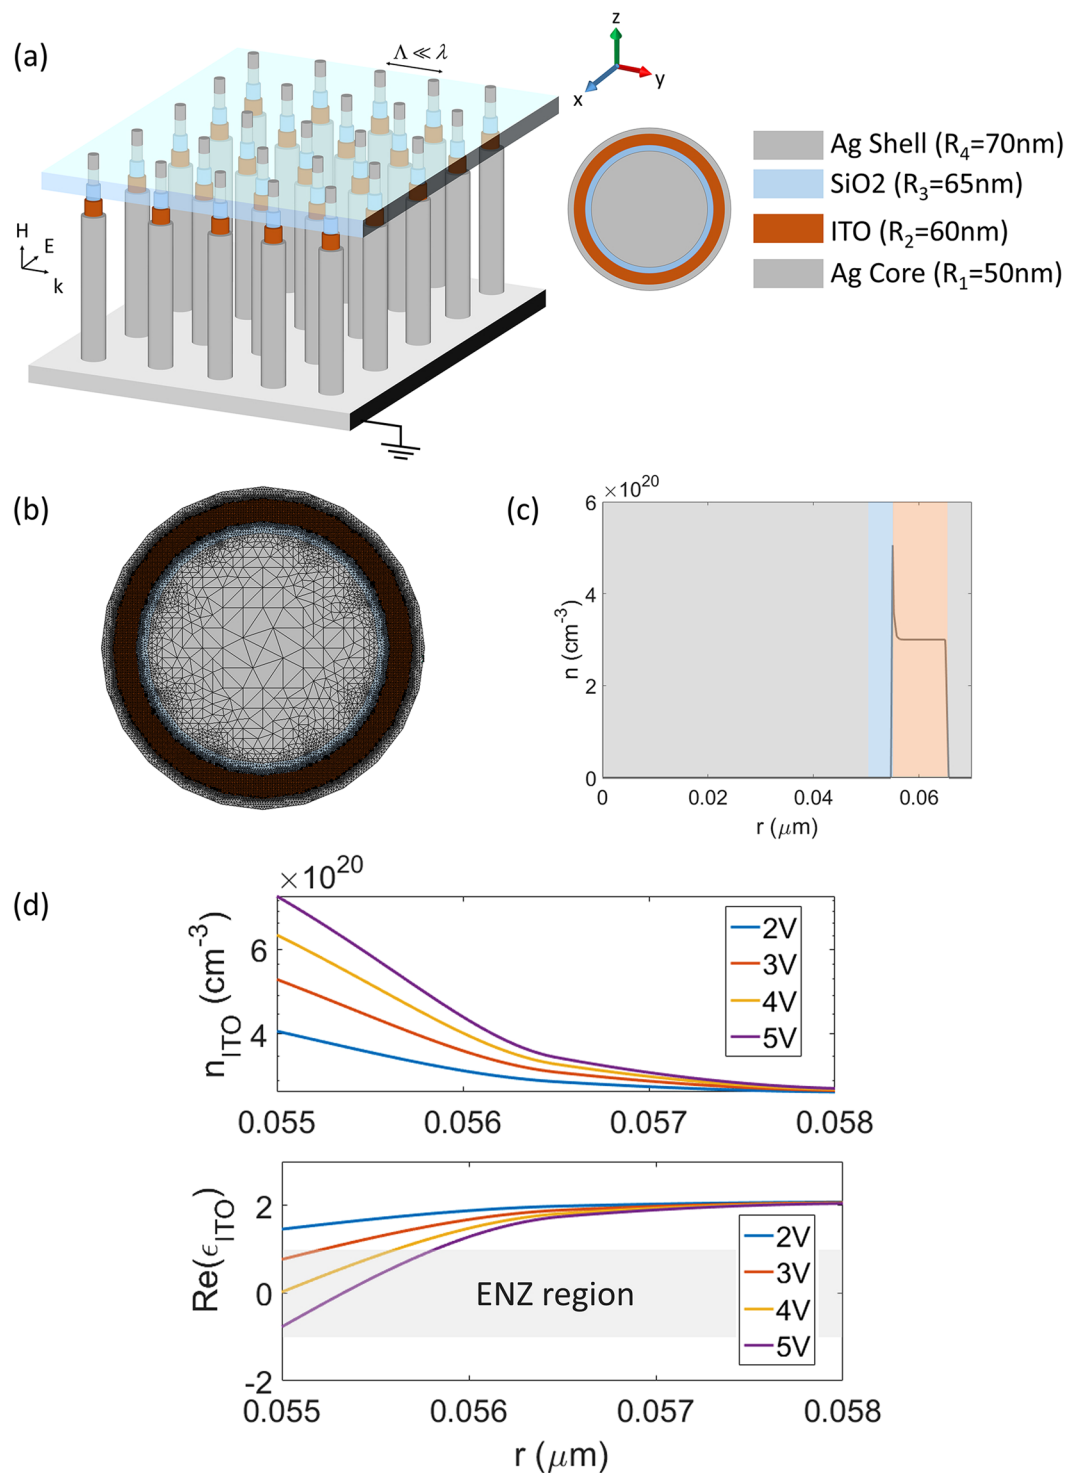 (a)
Λ ≪ λ
z
y
x
H
E
k
Ag Shell (R4=70nm)
SiO2 (R3=65nm)
ITO (R2=60nm)
Ag Core (R1=50nm)
(b)
(c)
×10^20
6
4
2
0
n (cm^-3)
0
0.02
0.04
0.06
r (μm)
(d)
×10^20
6
4
nITO (cm^-3)
2V
3V
4V
5V
0.055
0.056
0.057
0.058
2
0
-2
Re(ϵITO)
ENZ region
2V
3V
4V
5V
0.055
0.056
0.057
0.058
r (μm)